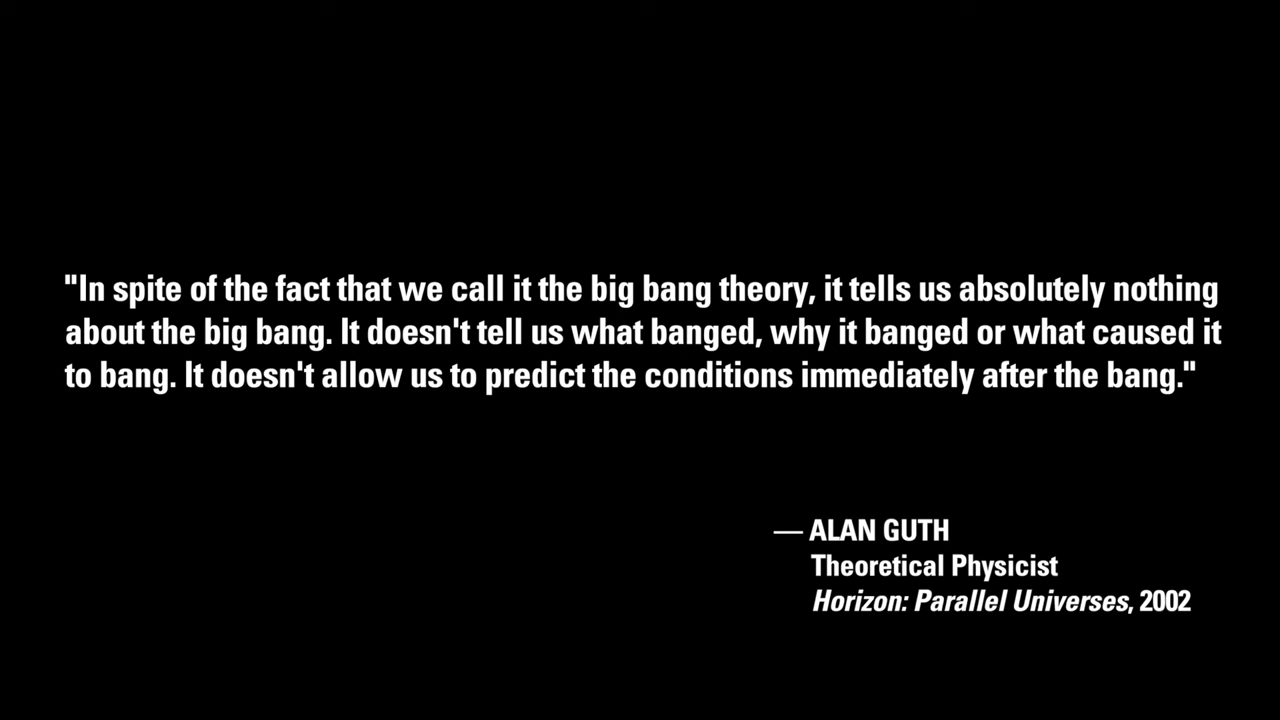 "In spite of the fact that we call it the big bang theory, it tells us absolutely nothing
about the big bang. It doesn't tell us what banged, why it banged or what caused it
to bang. It doesn't allow us to predict the conditions immediately after the bang."
— ALAN GUTH
Theoretical Physicist
Horizon: Parallel Universes, 2002